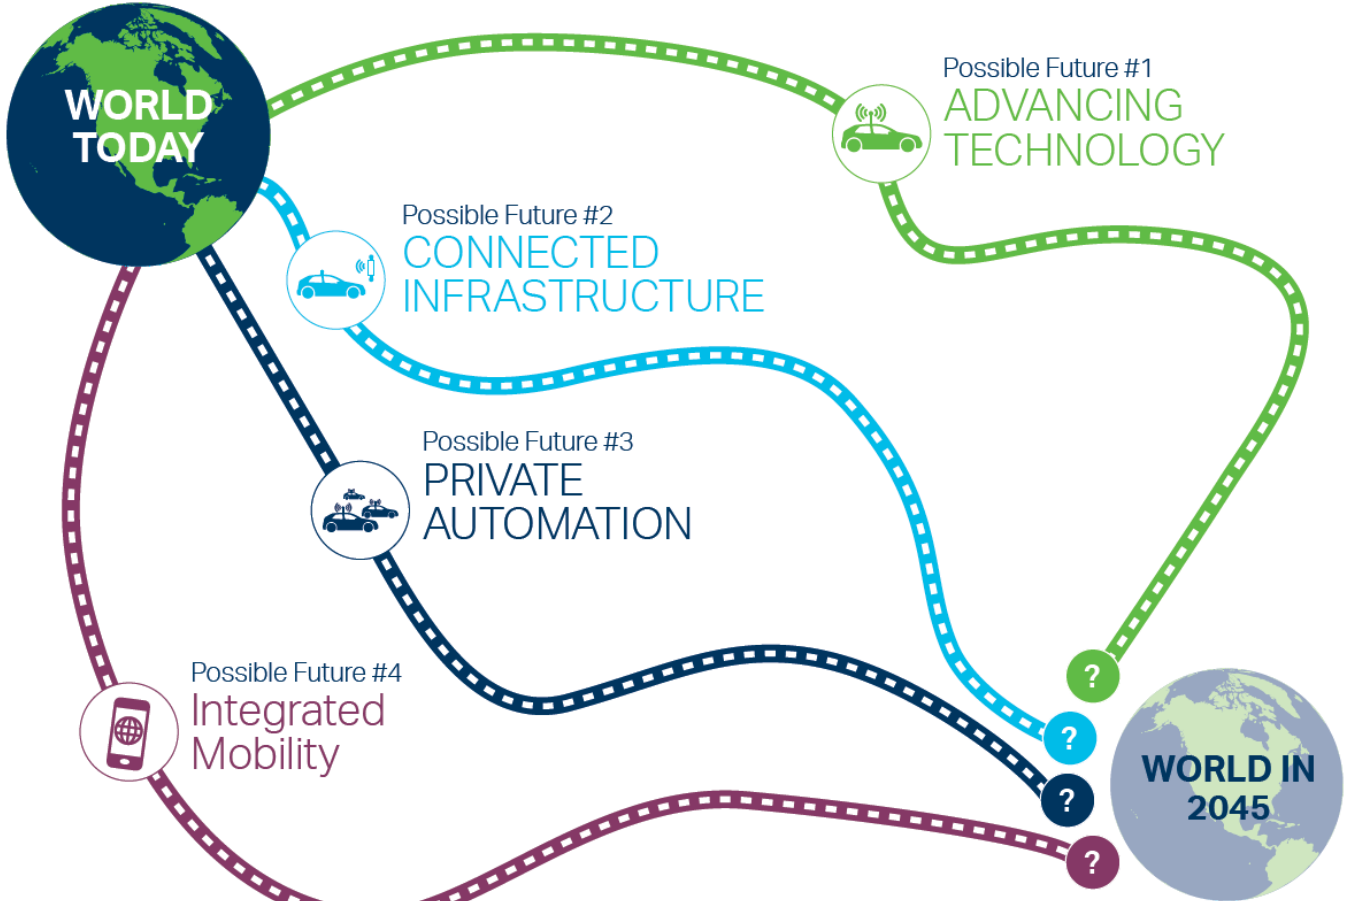 WORLD
TODAY
Possible Future #1
ADVANCING
TECHNOLOGY
Possible Future #2
CONNECTED
INFRASTRUCTURE
Possible Future #3
PRIVATE
AUTOMATION
Possible Future #4
Integrated
Mobility
?
?
?
?
WORLD IN
2045